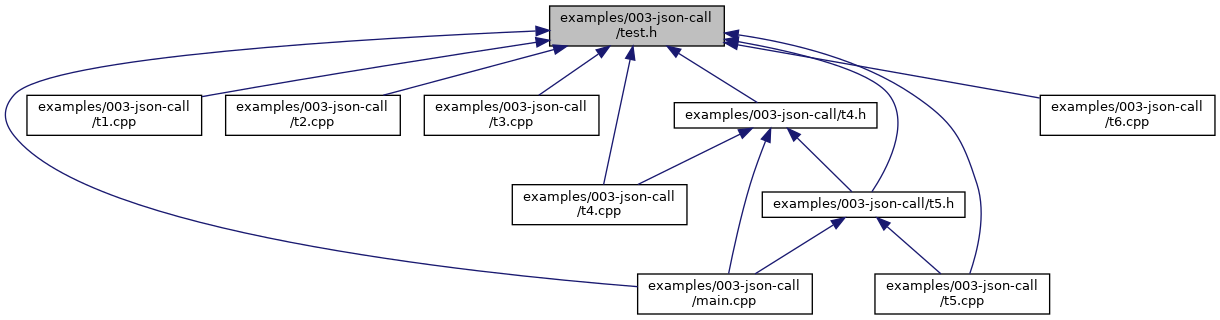 examples/003-json-call
/test.h
examples/003-json-call
/t1.cpp
examples/003-json-call
/t2.cpp
examples/003-json-call
/t3.cpp
examples/003-json-call/t4.h
examples/003-json-call
/t6.cpp
examples/003-json-call
/t4.cpp
examples/003-json-call/t5.h
examples/003-json-call
/main.cpp
examples/003-json-call
/t5.cpp